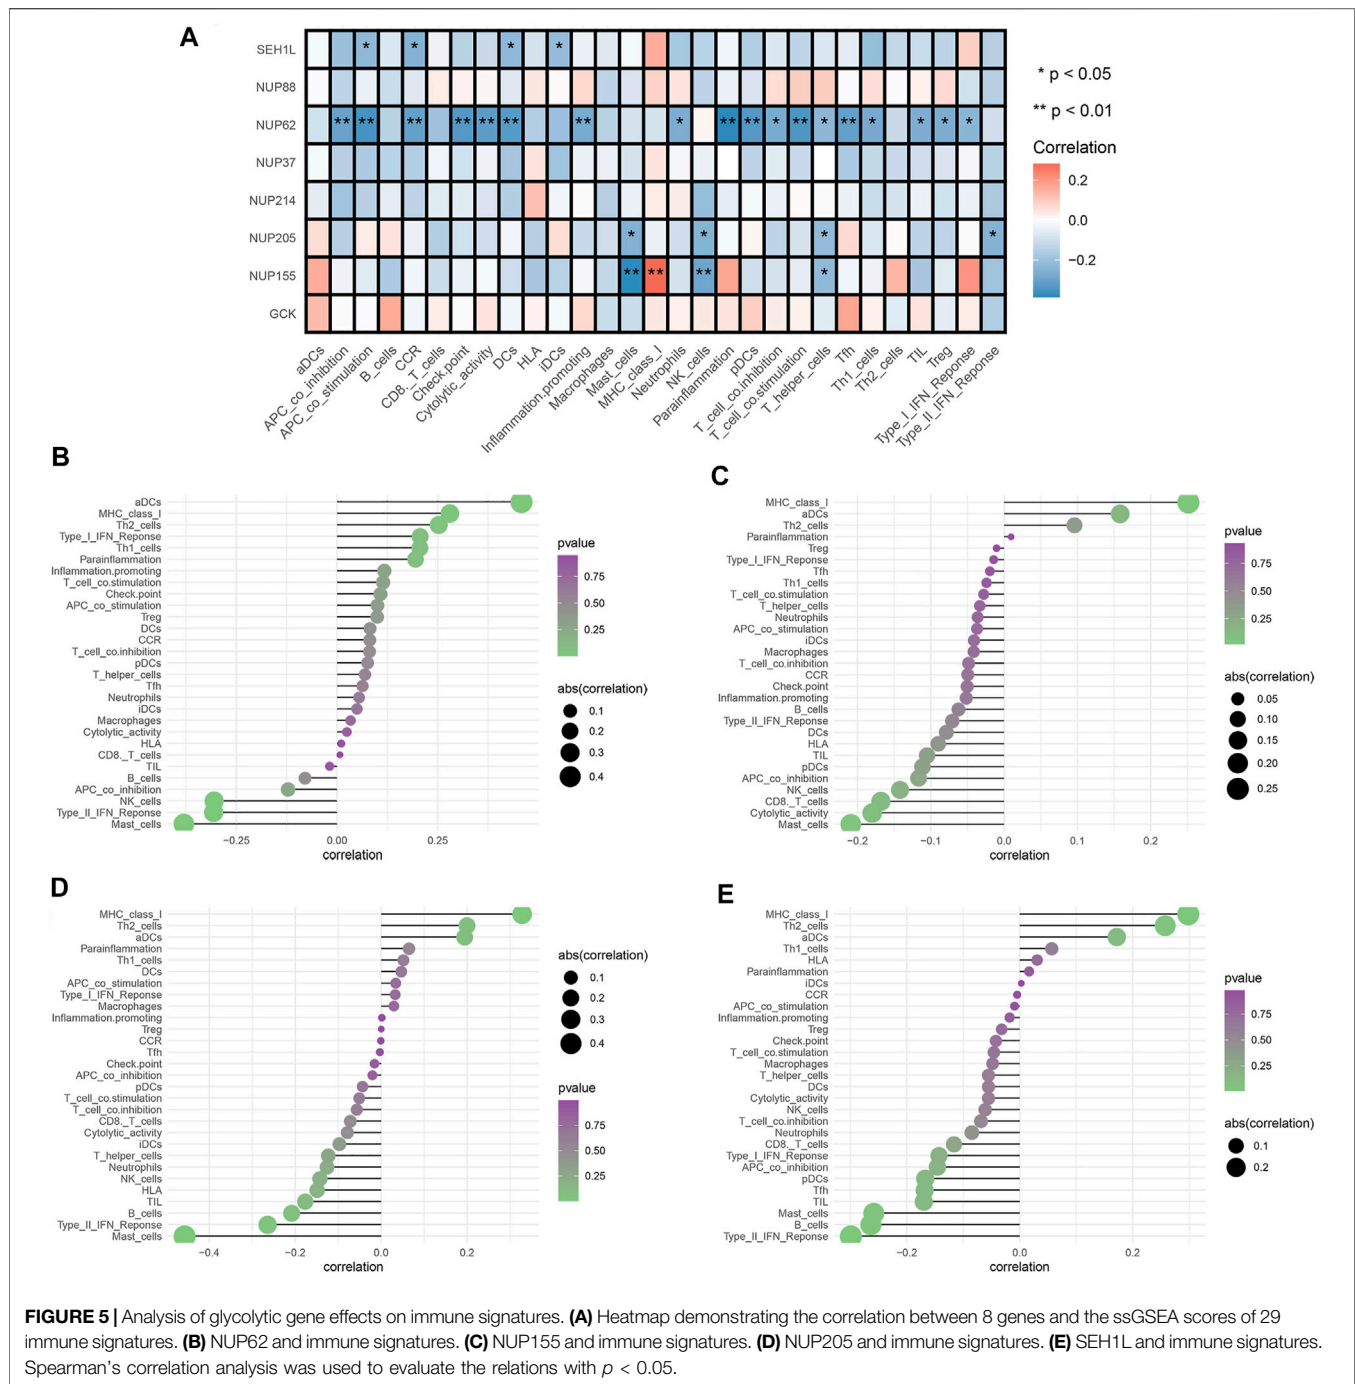 A
SEH1L
NUP88
NUP62
NUP37
NUP214
NUP205
NUP155
GCK
* * * *
** ** ** ** ** ** ** * ** ** * ** * ** * * * *
* * * *
** ** ** *
* p < 0.05
** p < 0.01
Correlation
0.2
0.0
−0.2
aDCs
APC_co_inhibition
APC_co_stimulation
B_cells
CCR
CD8._T_cells
Check.point
Cytolytic_activity
DCs
HLA
iDCs
Inflammation.promoting
Macrophages
Mast_cells
MHC_class_I
Neutrophils
NK_cells
Parainflammation
pDCs
T_cell_co.inhibition
T_cell_co.stimulation
T_helper_cells
Tfh
Th1_cells
Th2_cells
TIL
Treg
Type_I_IFN_Reponse
Type_II_IFN_Reponse
B
aDCs
MHC_class_I
Th2_cells
Type_I_IFN_Reponse
Th1_cells
Parainflammation
Inflammation.promoting
T_cell_co.stimulation
Check.point
APC_co_stimulation
Treg
DCs
CCR
T_cell_co.inhibition
pDCs
T_helper_cells
Tfh
Neutrophils
iDCs
Macrophages
Cytolytic_activity
HLA
CD8._T_cells
TIL
B_cells
APC_co_inhibition
NK_cells
Type_II_IFN_Reponse
Mast_cells
−0.25 0.00 0.25
correlation
pvalue
0.75
0.50
0.25
abs(correlation)
0.1
0.2
0.3
0.4
C
MHC_class_I
aDCs
Th2_cells
Parainflammation
Treg
Type_I_IFN_Reponse
Tfh
Th1_cells
T_cell_co.stimulation
T_helper_cells
Neutrophils
APC_co_stimulation
iDCs
Macrophages
T_cell_co.inhibition
CCR
Check.point
Inflammation.promoting
B_cells
Type_II_IFN_Reponse
DCs
HLA
TIL
pDCs
APC_co_inhibition
NK_cells
CD8._T_cells
Cytolytic_activity
Mast_cells
−0.2 −0.1 0.0 0.1 0.2
correlation
pvalue
0.75
0.50
0.25
abs(correlation)
0.05
0.10
0.15
0.20
0.25
D
MHC_class_I
Th2_cells
aDCs
Parainflammation
Th1_cells
DCs
APC_co_stimulation
Type_I_IFN_Reponse
Macrophages
Inflammation.promoting
Treg
CCR
Tfh
Check.point
APC_co_inhibition
pDCs
T_cell_co.stimulation
T_cell_co.inhibition
CD8._T_cells
Cytolytic_activity
iDCs
T_helper_cells
Neutrophils
NK_cells
HLA
TIL
B_cells
Type_II_IFN_Reponse
Mast_cells
−0.4 −0.2 0.0 0.2
correlation
abs(correlation)
0.1
0.2
0.3
0.4
pvalue
0.75
0.50
0.25
E
MHC_class_I
Th2_cells
aDCs
Th1_cells
HLA
Parainflammation
iDCs
CCR
APC_co_stimulation
Inflammation.promoting
Treg
Check.point
T_cell_co.stimulation
Macrophages
T_helper_cells
DCs
Cytolytic_activity
NK_cells
T_cell_co.inhibition
Neutrophils
CD8._T_cells
Type_I_IFN_Reponse
APC_co_inhibition
pDCs
Tfh
TIL
Mast_cells
B_cells
Type_II_IFN_Reponse
−0.2 0.0 0.2
correlation
pvalue
0.75
0.50
0.25
abs(correlation)
0.1
0.2
FIGURE 5 | Analysis of glycolytic gene effects on immune signatures. (A) Heatmap demonstrating the correlation between 8 genes and the ssGSEA scores of 29
immune signatures. (B) NUP62 and immune signatures. (C) NUP155 and immune signatures. (D) NUP205 and immune signatures. (E) SEH1L and immune signatures.
Spearman's correlation analysis was used to evaluate the relations with p < 0.05.